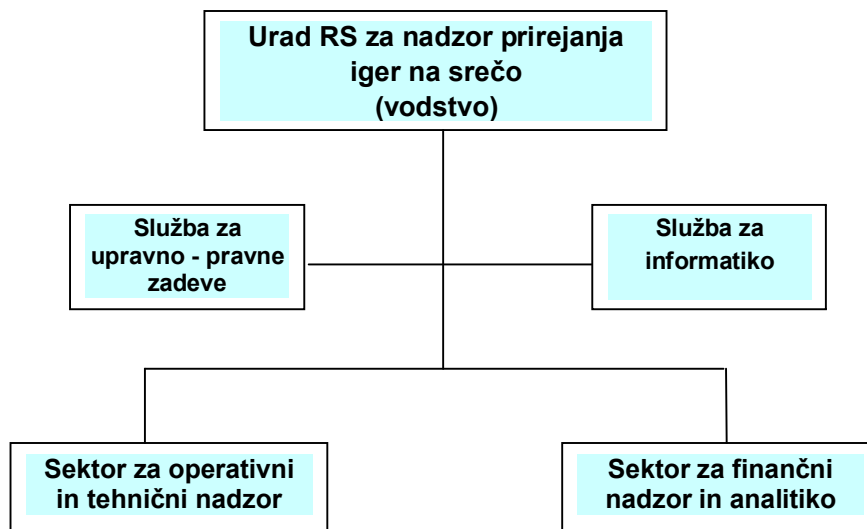 Urad RS za nadzor prirejanja
iger na srečo
(vodstvo)
Služba za
upravno - pravne
zadeve
Služba za
informatiko
Sektor za operativni
in tehnični nadzor
Sektor za finančni
nadzor in analitiko